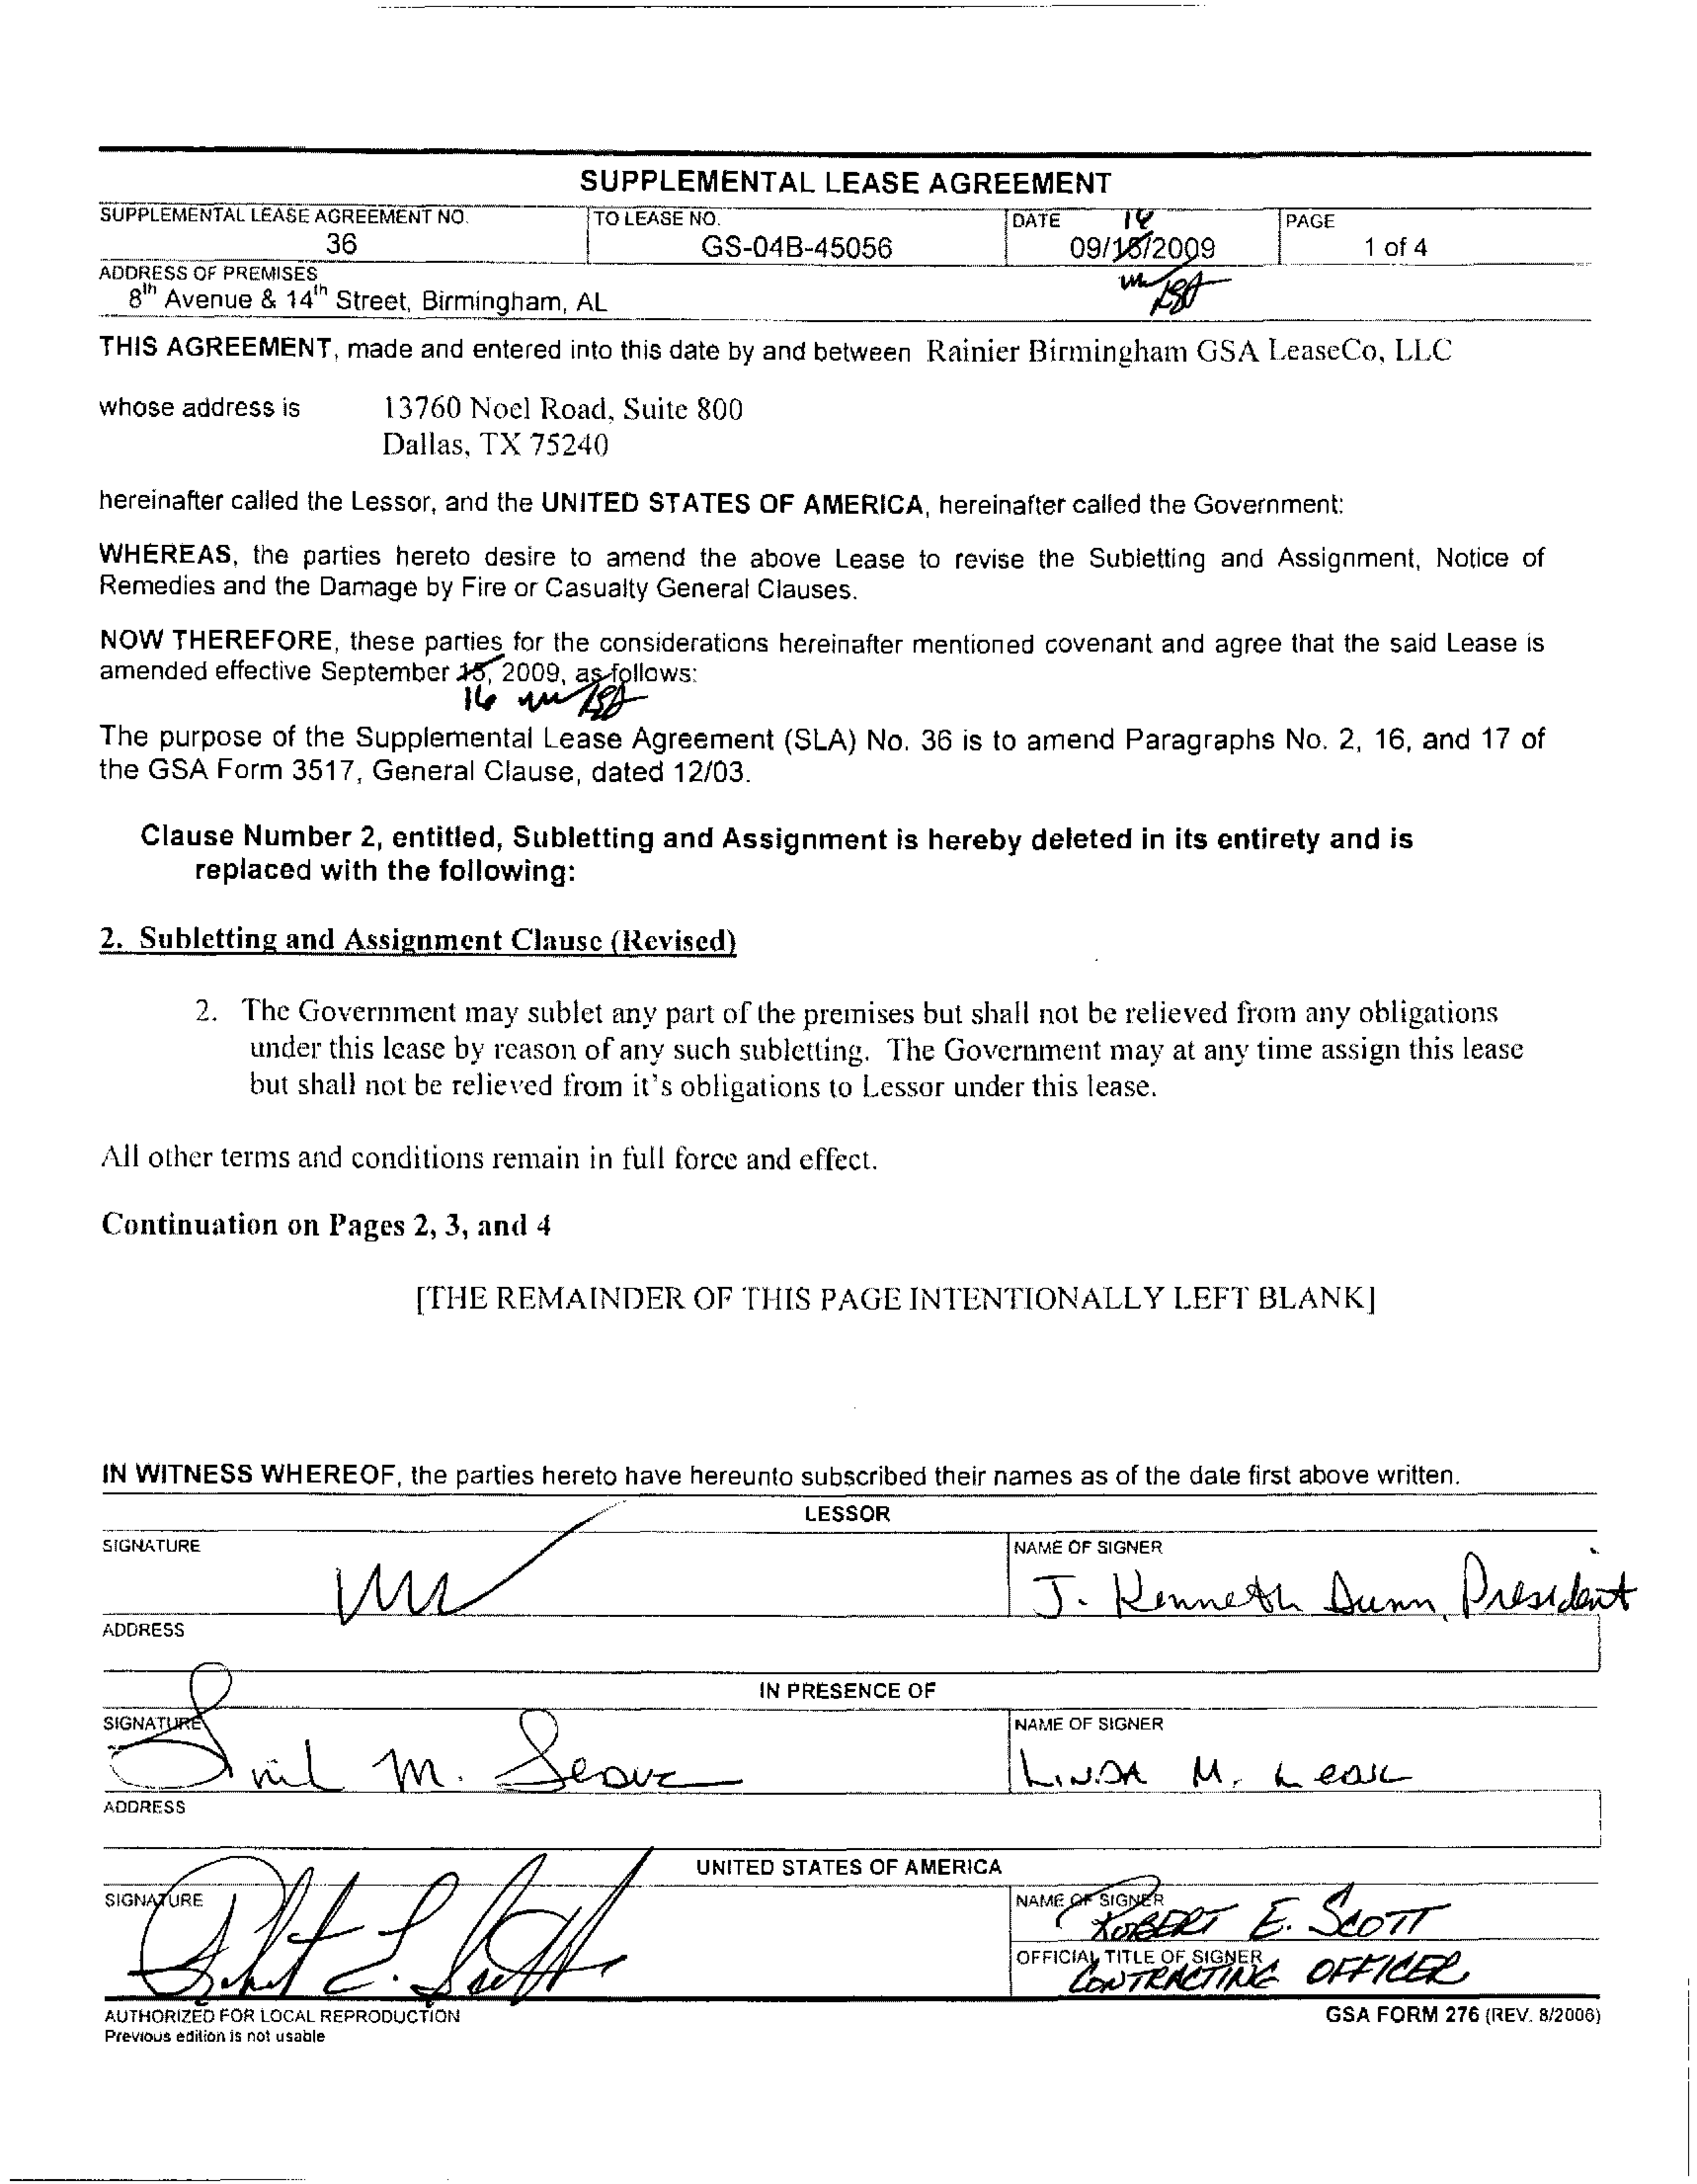 SUPPLEMENTAL LEASE AGREEMENT
SUPPLEMENTAL LEASE AGREEMENT NO. TO LEASE NO. DATE 16 PAGE
36 GS-04B-45056 09/15/2009 1 of 4
ADDRESS OF PREMISES
8th Avenue & 14th Street, Birmingham, AL
THIS AGREEMENT, made and entered into this date by and between Rainier Birmingham GSA LeaseCo, LLC
whose address is 13760 Noel Road, Suite 800
Dallas, TX 75240
hereinafter called the Lessor, and the UNITED STATES OF AMERICA, hereinafter called the Government:
WHEREAS, the parties hereto desire to amend the above Lease to revise the Subletting and Assignment, Notice of
Remedies and the Damage by Fire or Casualty General Clauses.
NOW THEREFORE, these parties for the considerations hereinafter mentioned covenant and agree that the said Lease is
amended effective September 15, 2009, as follows:
16
The purpose of the Supplemental Lease Agreement (SLA) No. 36 is to amend Paragraphs No. 2, 16, and 17 of
the GSA Form 3517, General Clause, dated 12/03.
Clause Number 2, entitled, Subletting and Assignment is hereby deleted in its entirety and is
replaced with the following:
2. Subletting and Assignment Clause (Revised)
2. The Government may sublet any part of the premises but shall not be relieved from any obligations
under this lease by reason of any such subletting. The Government may at any time assign this lease
but shall not be relieved from it's obligations to Lessor under this lease.
All other terms and conditions remain in full force and effect.
Continuation on Pages 2, 3, and 4
[THE REMAINDER OF THIS PAGE INTENTIONALLY LEFT BLANK]
IN WITNESS WHEREOF, the parties hereto have hereunto subscribed their names as of the date first above written.
LESSOR
SIGNATURE NAME OF SIGNER
J. Kenneth Dunn, President
ADDRESS
IN PRESENCE OF
SIGNATURE NAME OF SIGNER
M. LINDA M.
ADDRESS
UNITED STATES OF AMERICA
SIGNATURE NAME OF SIGNER
Robert E. Scott ROBERT E. SCOTT
OFFICIAL TITLE OF SIGNER
CONTRACTING OFFICER
AUTHORIZED FOR LOCAL REPRODUCTION GSA FORM 276 (REV. 8/2006)
Previous edition is not usable